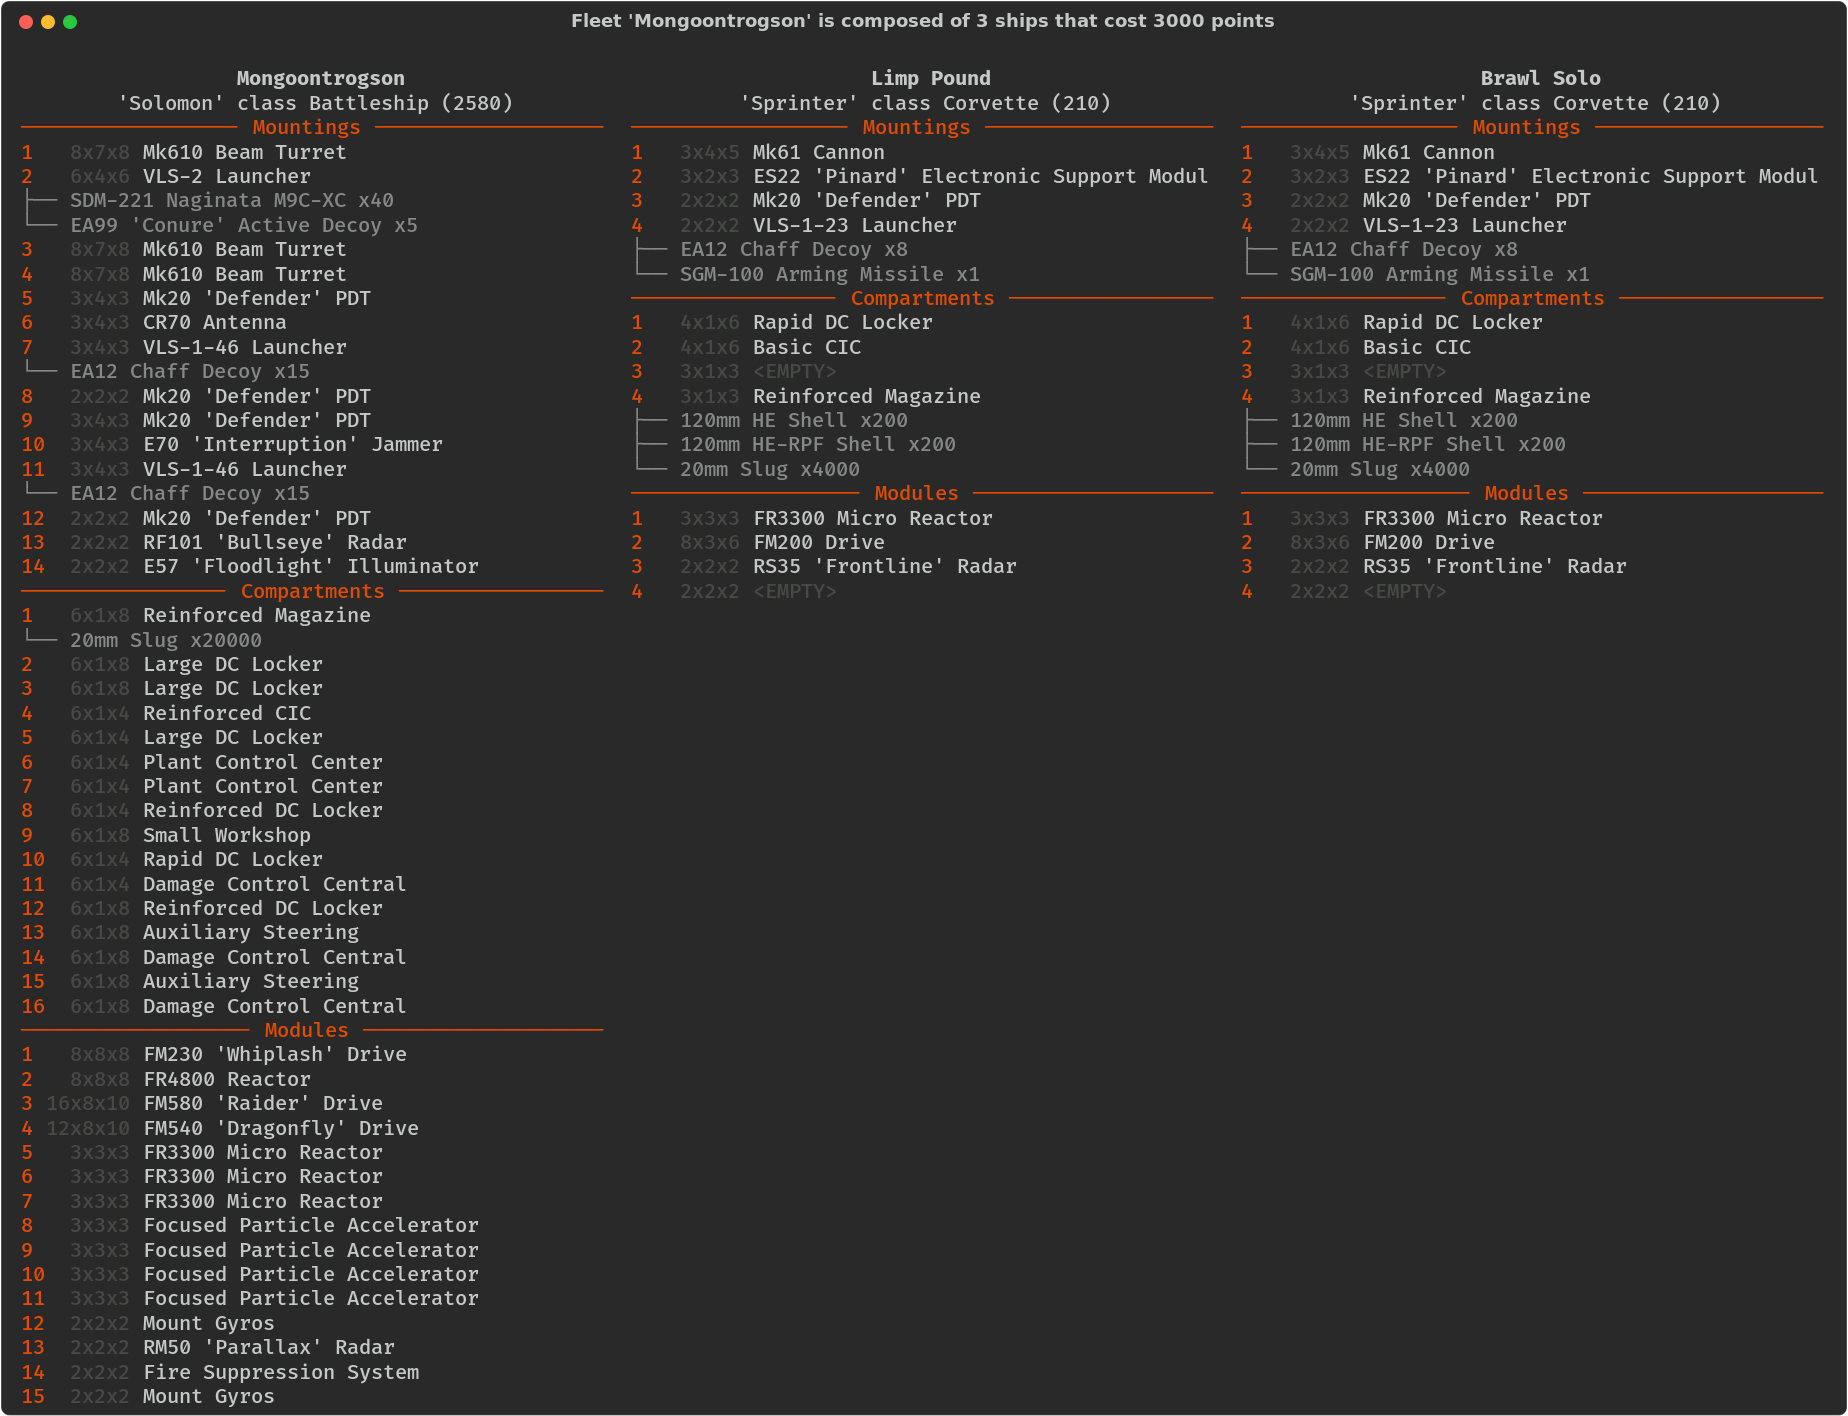 Fleet 'Mongoontrogson' is composed of 3 ships that cost 3000 points
Mongoontrogson
'Solomon' class Battleship (2580)
Mountings
1 8x7x8 Mk610 Beam Turret
2 6x4x6 VLS-2 Launcher
SDM-221 Naginata M9C-XC x40
EA99 'Conure' Active Decoy x5
3 8x7x8 Mk610 Beam Turret
4 8x7x8 Mk610 Beam Turret
5 3x4x3 Mk20 'Defender' PDT
6 3x4x3 CR70 Antenna
7 3x4x3 VLS-1-46 Launcher
EA12 Chaff Decoy x15
8 2x2x2 Mk20 'Defender' PDT
9 3x4x3 Mk20 'Defender' PDT
10 3x4x3 E70 'Interruption' Jammer
11 3x4x3 VLS-1-46 Launcher
EA12 Chaff Decoy x15
12 2x2x2 Mk20 'Defender' PDT
13 2x2x2 RF101 'Bullseye' Radar
14 2x2x2 E57 'Floodlight' Illuminator
Compartments
1 6x1x8 Reinforced Magazine
20mm Slug x20000
2 6x1x8 Large DC Locker
3 6x1x8 Large DC Locker
4 6x1x4 Reinforced CIC
5 6x1x4 Large DC Locker
6 6x1x4 Plant Control Center
7 6x1x4 Plant Control Center
8 6x1x4 Reinforced DC Locker
9 6x1x8 Small Workshop
10 6x1x4 Rapid DC Locker
11 6x1x4 Damage Control Central
12 6x1x8 Reinforced DC Locker
13 6x1x8 Auxiliary Steering
14 6x1x8 Damage Control Central
15 6x1x8 Auxiliary Steering
16 6x1x8 Damage Control Central
Modules
1 8x8x8 FM230 'Whiplash' Drive
2 8x8x8 FR4800 Reactor
3 16x8x10 FM580 'Raider' Drive
4 12x8x10 FM540 'Dragonfly' Drive
5 3x3x3 FR3300 Micro Reactor
6 3x3x3 FR3300 Micro Reactor
7 3x3x3 FR3300 Micro Reactor
8 3x3x3 Focused Particle Accelerator
9 3x3x3 Focused Particle Accelerator
10 3x3x3 Focused Particle Accelerator
11 3x3x3 Focused Particle Accelerator
12 2x2x2 Mount Gyros
13 2x2x2 RM50 'Parallax' Radar
14 2x2x2 Fire Suppression System
15 2x2x2 Mount Gyros
Limp Pound
'Sprinter' class Corvette (210)
Mountings
1 3x4x5 Mk61 Cannon
2 3x2x3 ES22 'Pinard' Electronic Support Modul
3 2x2x2 Mk20 'Defender' PDT
4 2x2x2 VLS-1-23 Launcher
EA12 Chaff Decoy x8
SGM-100 Arming Missile x1
Compartments
1 4x1x6 Rapid DC Locker
2 4x1x6 Basic CIC
3 3x1x3 <EMPTY>
4 3x1x3 Reinforced Magazine
120mm HE Shell x200
120mm HE-RPF Shell x200
20mm Slug x4000
Modules
1 3x3x3 FR3300 Micro Reactor
2 8x3x6 FM200 Drive
3 2x2x2 RS35 'Frontline' Radar
4 2x2x2 <EMPTY>
Brawl Solo
'Sprinter' class Corvette (210)
Mountings
1 3x4x5 Mk61 Cannon
2 3x2x3 ES22 'Pinard' Electronic Support Modul
3 2x2x2 Mk20 'Defender' PDT
4 2x2x2 VLS-1-23 Launcher
EA12 Chaff Decoy x8
SGM-100 Arming Missile x1
Compartments
1 4x1x6 Rapid DC Locker
2 4x1x6 Basic CIC
3 3x1x3 <EMPTY>
4 3x1x3 Reinforced Magazine
120mm HE Shell x200
120mm HE-RPF Shell x200
20mm Slug x4000
Modules
1 3x3x3 FR3300 Micro Reactor
2 8x3x6 FM200 Drive
3 2x2x2 RS35 'Frontline' Radar
4 2x2x2 <EMPTY>